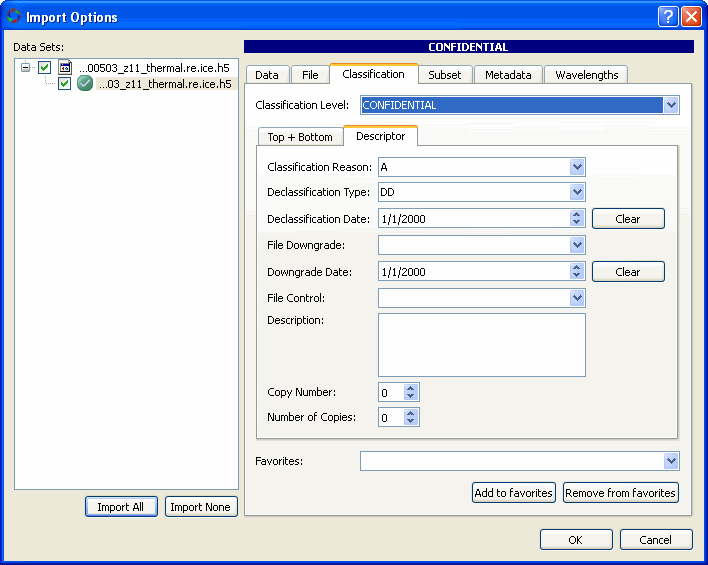 Import Options
Data Sets:
CONFIDENTIAL
...00503_z11_thermal.re.ice.h5
...03_z11_thermal.re.ice.h5
Data File Classification Subset Metadata Wavelengths
Classification Level: CONFIDENTIAL
Top + Bottom Descriptor
Classification Reason: A
Declassification Type: DD
Declassification Date: 1/1/2000 Clear
File Downgrade:
Downgrade Date: 1/1/2000 Clear
File Control:
Description:
Copy Number: 0
Number of Copies: 0
Favorites:
Add to favorites Remove from favorites
Import All Import None
OK Cancel